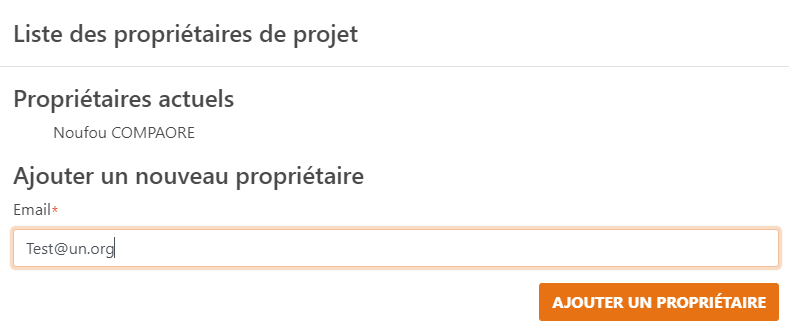 Liste des propriétaires de projet
Propriétaires actuels
Noufou COMPAORE
Ajouter un nouveau propriétaire
Email*
Test@un.org
AJOUTER UN PROPRIÉTAIRE